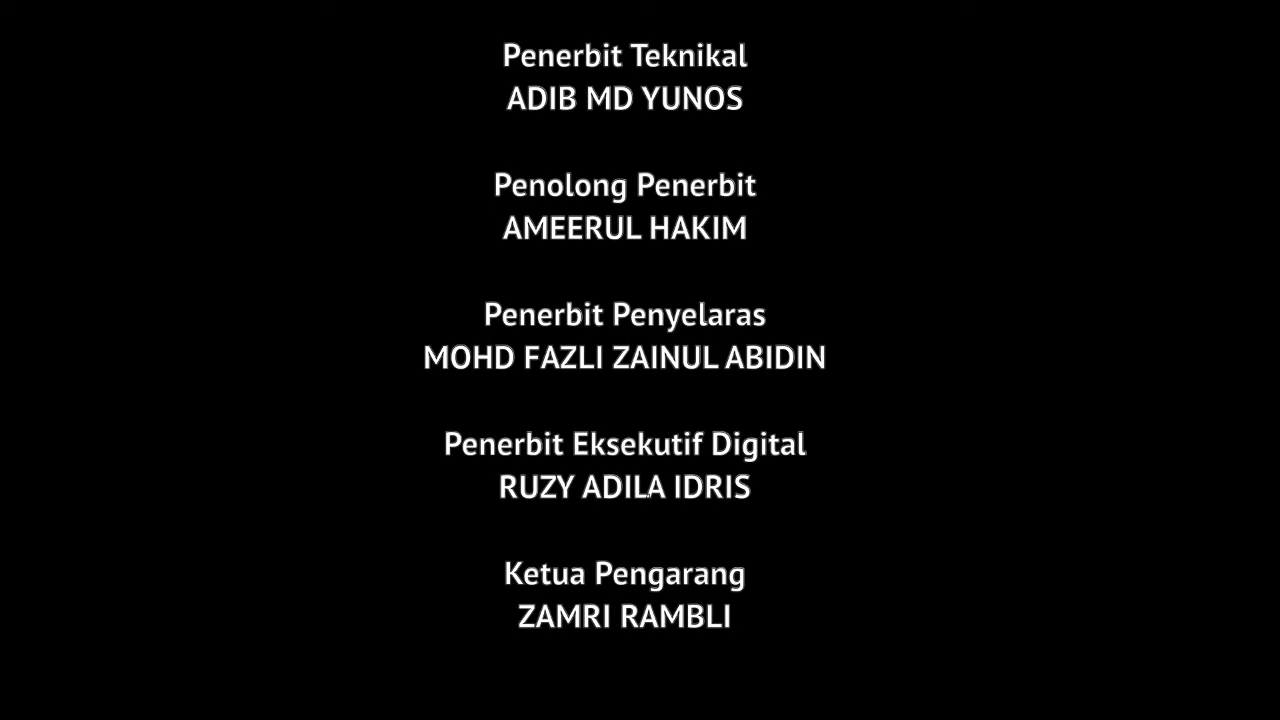 Penerbit Teknikal
ADIB MD YUNOS
Penolong Penerbit
AMEERUL HAKIM
Penerbit Penyelaras
MOHD FAZLI ZAINUL ABIDIN
Penerbit Eksekutif Digital
RUZY ADILA IDRIS
Ketua Pengarang
ZAMRI RAMBLI